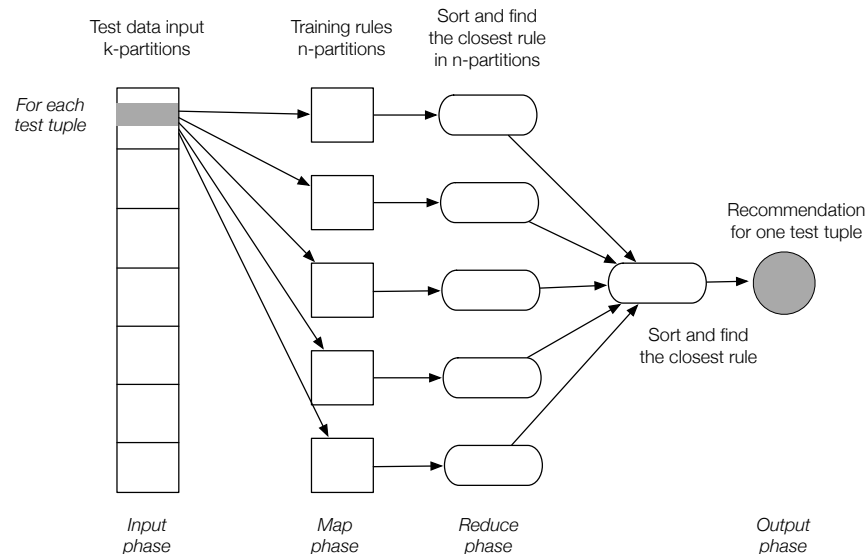 Test data input
k-partitions
Training rules
n-partitions
Sort and find
the closest rule
in n-partitions
For each
test tuple
Recommendation
for one test tuple
Sort and find
the closest rule
Input
phase
Map
phase
Reduce
phase
Output
phase